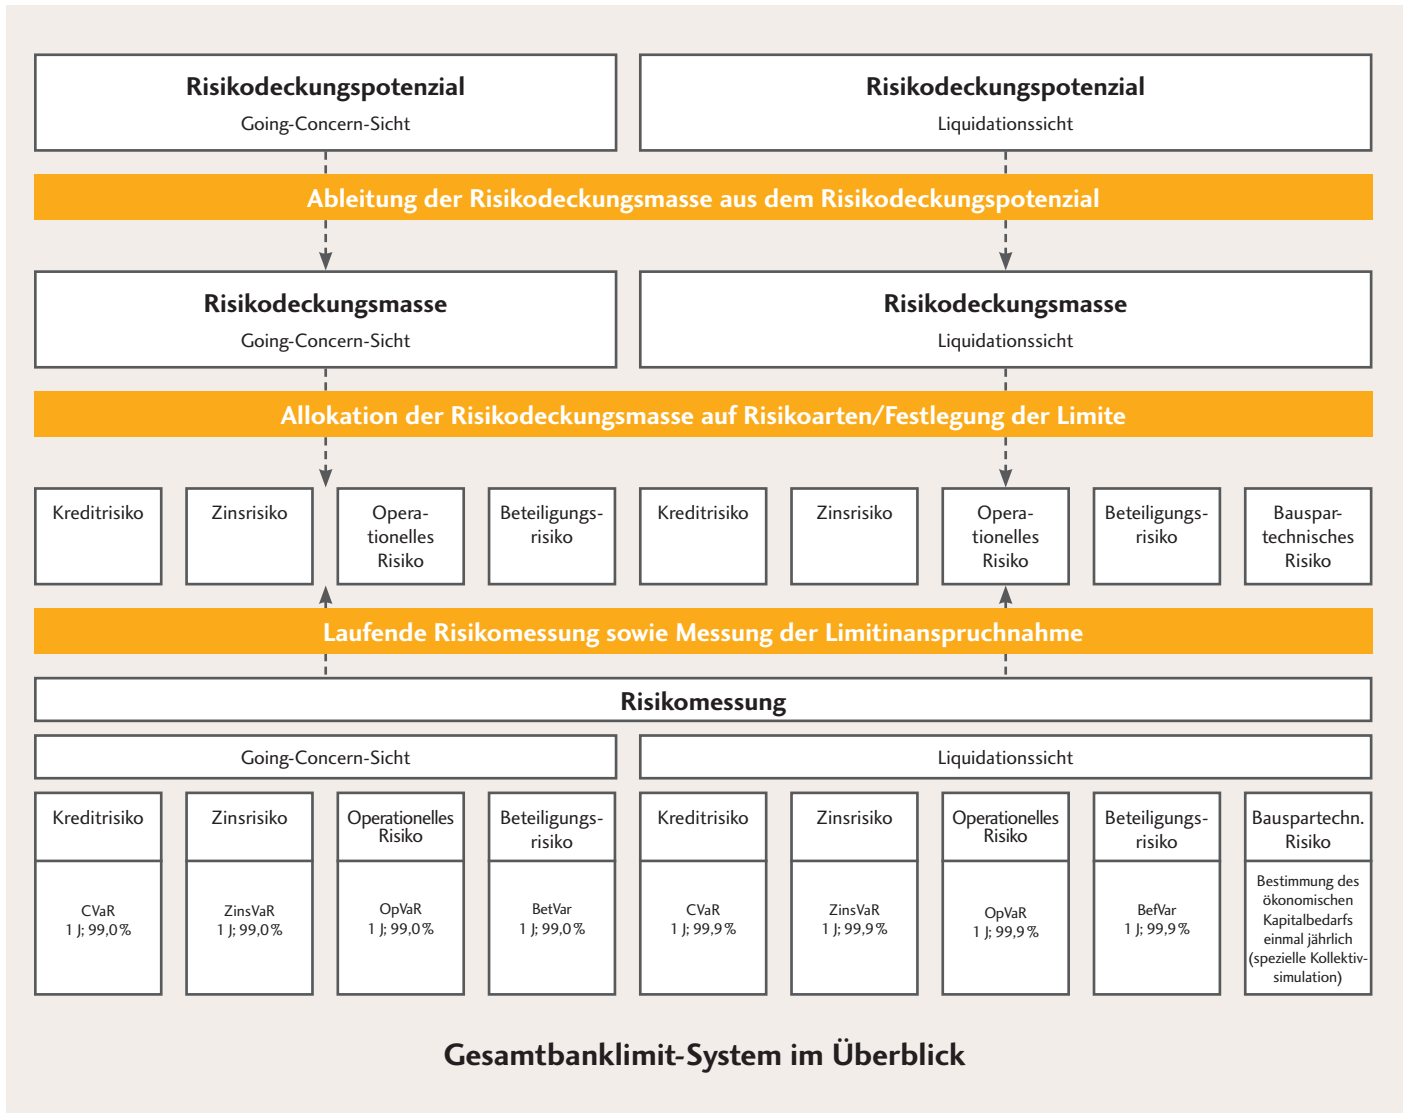 Risikodeckungspotenzial
Going-Concern-Sicht
Risikodeckungspotenzial
Liquidationssicht
Ableitung der Risikodeckungsmasse aus dem Risikodeckungspotenzial
Risikodeckungsmasse
Going-Concern-Sicht
Risikodeckungsmasse
Liquidationssicht
Allokation der Risikodeckungsmasse auf Risikoarten/Festlegung der Limite
Kreditrisiko
Zinsrisiko
Opera-
tionelles
Risiko
Beteiligungs-
risiko
Kreditrisiko
Zinsrisiko
Opera-
tionelles
Risiko
Beteiligungs-
risiko
Bauspar-
technisches
Risiko
Laufende Risikomessung sowie Messung der Limitinanspruchnahme
Risikomessung
Going-Concern-Sicht
Liquidationssicht
Kreditrisiko
CVaR
1 J; 99,0 %
Zinsrisiko
ZinsVaR
1 J; 99,0 %
Operationelles
Risiko
OpVaR
1 J; 99,0 %
Beteiligungs-
risiko
BetVar
1 J; 99,0 %
Kreditrisiko
CVaR
1 J; 99,9 %
Zinsrisiko
ZinsVaR
1 J; 99,9 %
Operationelles
Risiko
OpVaR
1 J; 99,9 %
Beteiligungs-
risiko
BefVar
1 J; 99,9 %
Bauspartechn.
Risiko
Bestimmung des
ökonomischen
Kapitalbedarfs
einmal jährlich
(spezielle Kollektiv-
simulation)
Gesamtbanklimit-System im Überblick